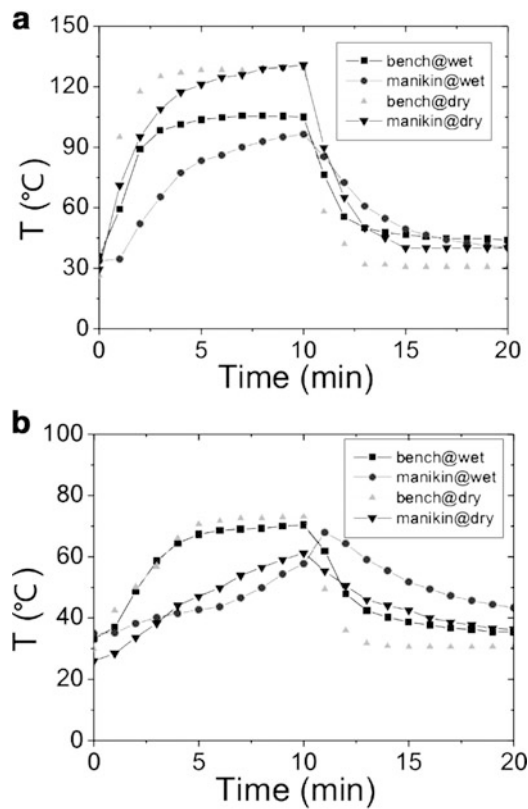 a
150
120
90
60
30
0
T (°C)
bench@wet
manikin@wet
bench@dry
manikin@dry
0 5 10 15 20
Time (min)
b
100
80
60
40
20
0
T (°C)
bench@wet
manikin@wet
bench@dry
manikin@dry
0 5 10 15 20
Time (min)